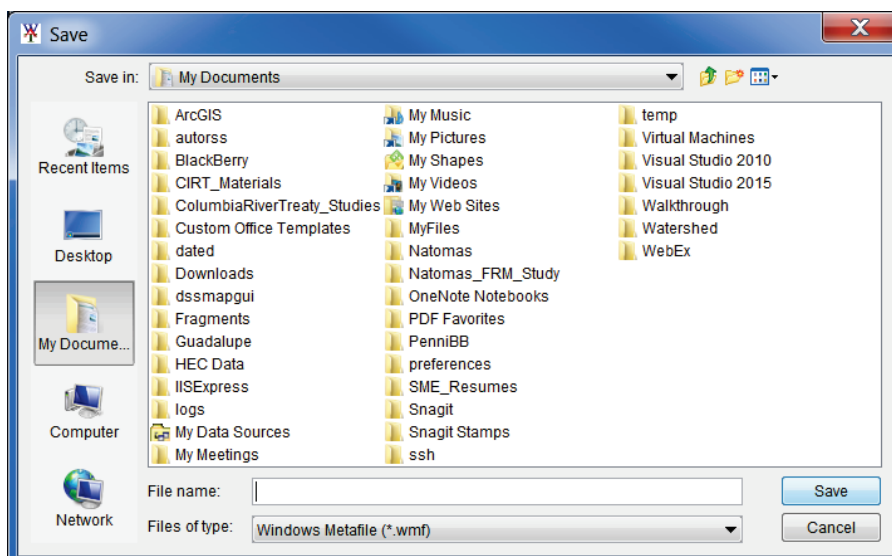 Save
Save in:
My Documents
Recent Items
Desktop
My Docume...
Computer
Network
ArcGIS
autorss
BlackBerry
CIRT_Materials
ColumbiaRiverTreaty_Studies
Custom Office Templates
dated
Downloads
dssmapgui
Fragments
Guadalupe
HEC Data
IISExpress
logs
My Data Sources
My Meetings
My Music
My Pictures
My Shapes
My Videos
My Web Sites
MyFiles
Natomas
Natomas_FRM_Study
OneNote Notebooks
PDF Favorites
PenniBB
preferences
SME_Resumes
Snagit
Snagit Stamps
ssh
temp
Virtual Machines
Visual Studio 2010
Visual Studio 2015
Walkthrough
Watershed
WebEx
File name:
Save
Files of type:
Windows Metafile (*.wmf)
Cancel